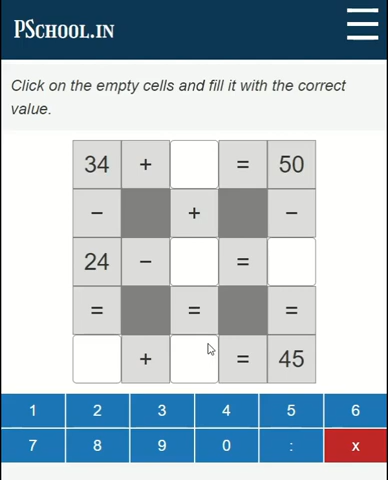 PSCHOOL.IN
Click on the empty cells and fill it with the correct
value.
34 + = 50
− + −
24 − =
= = =
+ = 45
1 2 3 4 5 6
7 8 9 0 : x